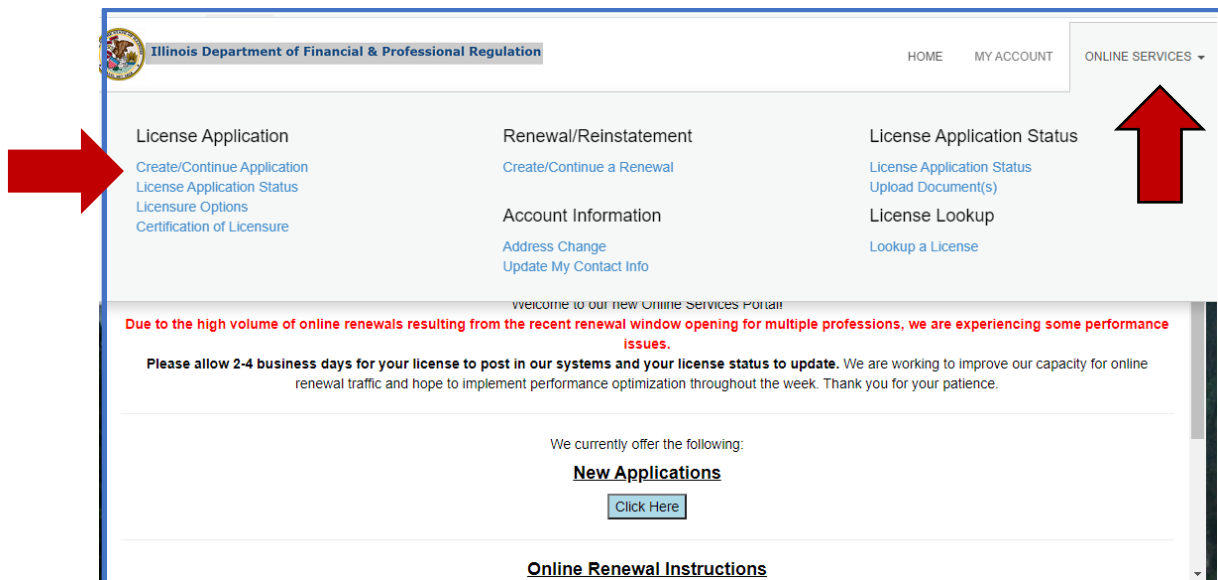 Illinois Department of Financial & Professional Regulation
HOME MY ACCOUNT ONLINE SERVICES
License Application
Create/Continue Application
License Application Status
Licensure Options
Certification of Licensure
Renewal/Reinstatement
Create/Continue a Renewal
Account Information
Address Change
Update My Contact Info
License Application Status
License Application Status
Upload Document(s)
License Lookup
Lookup a License
Welcome to our new Online Services Portal!
Due to the high volume of online renewals resulting from the recent renewal window opening for multiple professions, we are experiencing some performance
issues.
Please allow 2-4 business days for your license to post in our systems and your license status to update. We are working to improve our capacity for online
renewal traffic and hope to implement performance optimization throughout the week. Thank you for your patience.
We currently offer the following:
New Applications
Click Here
Online Renewal Instructions